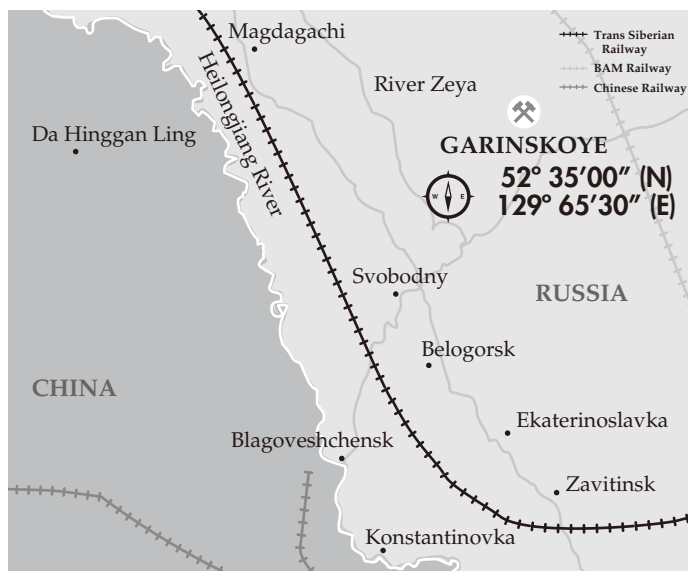 Magdagachi
Trans Siberian
Railway
BAM Railway
Chinese Railway
Heilongjiang River
River Zeya
Da Hinggan Ling
GARINSKOYE
52° 35’00” (N)
129° 65’30” (E)
W E
Svobodny
RUSSIA
Belogorsk
CHINA
Ekaterinoslavka
Blagoveshchensk
Zavitinsk
Konstantinovka